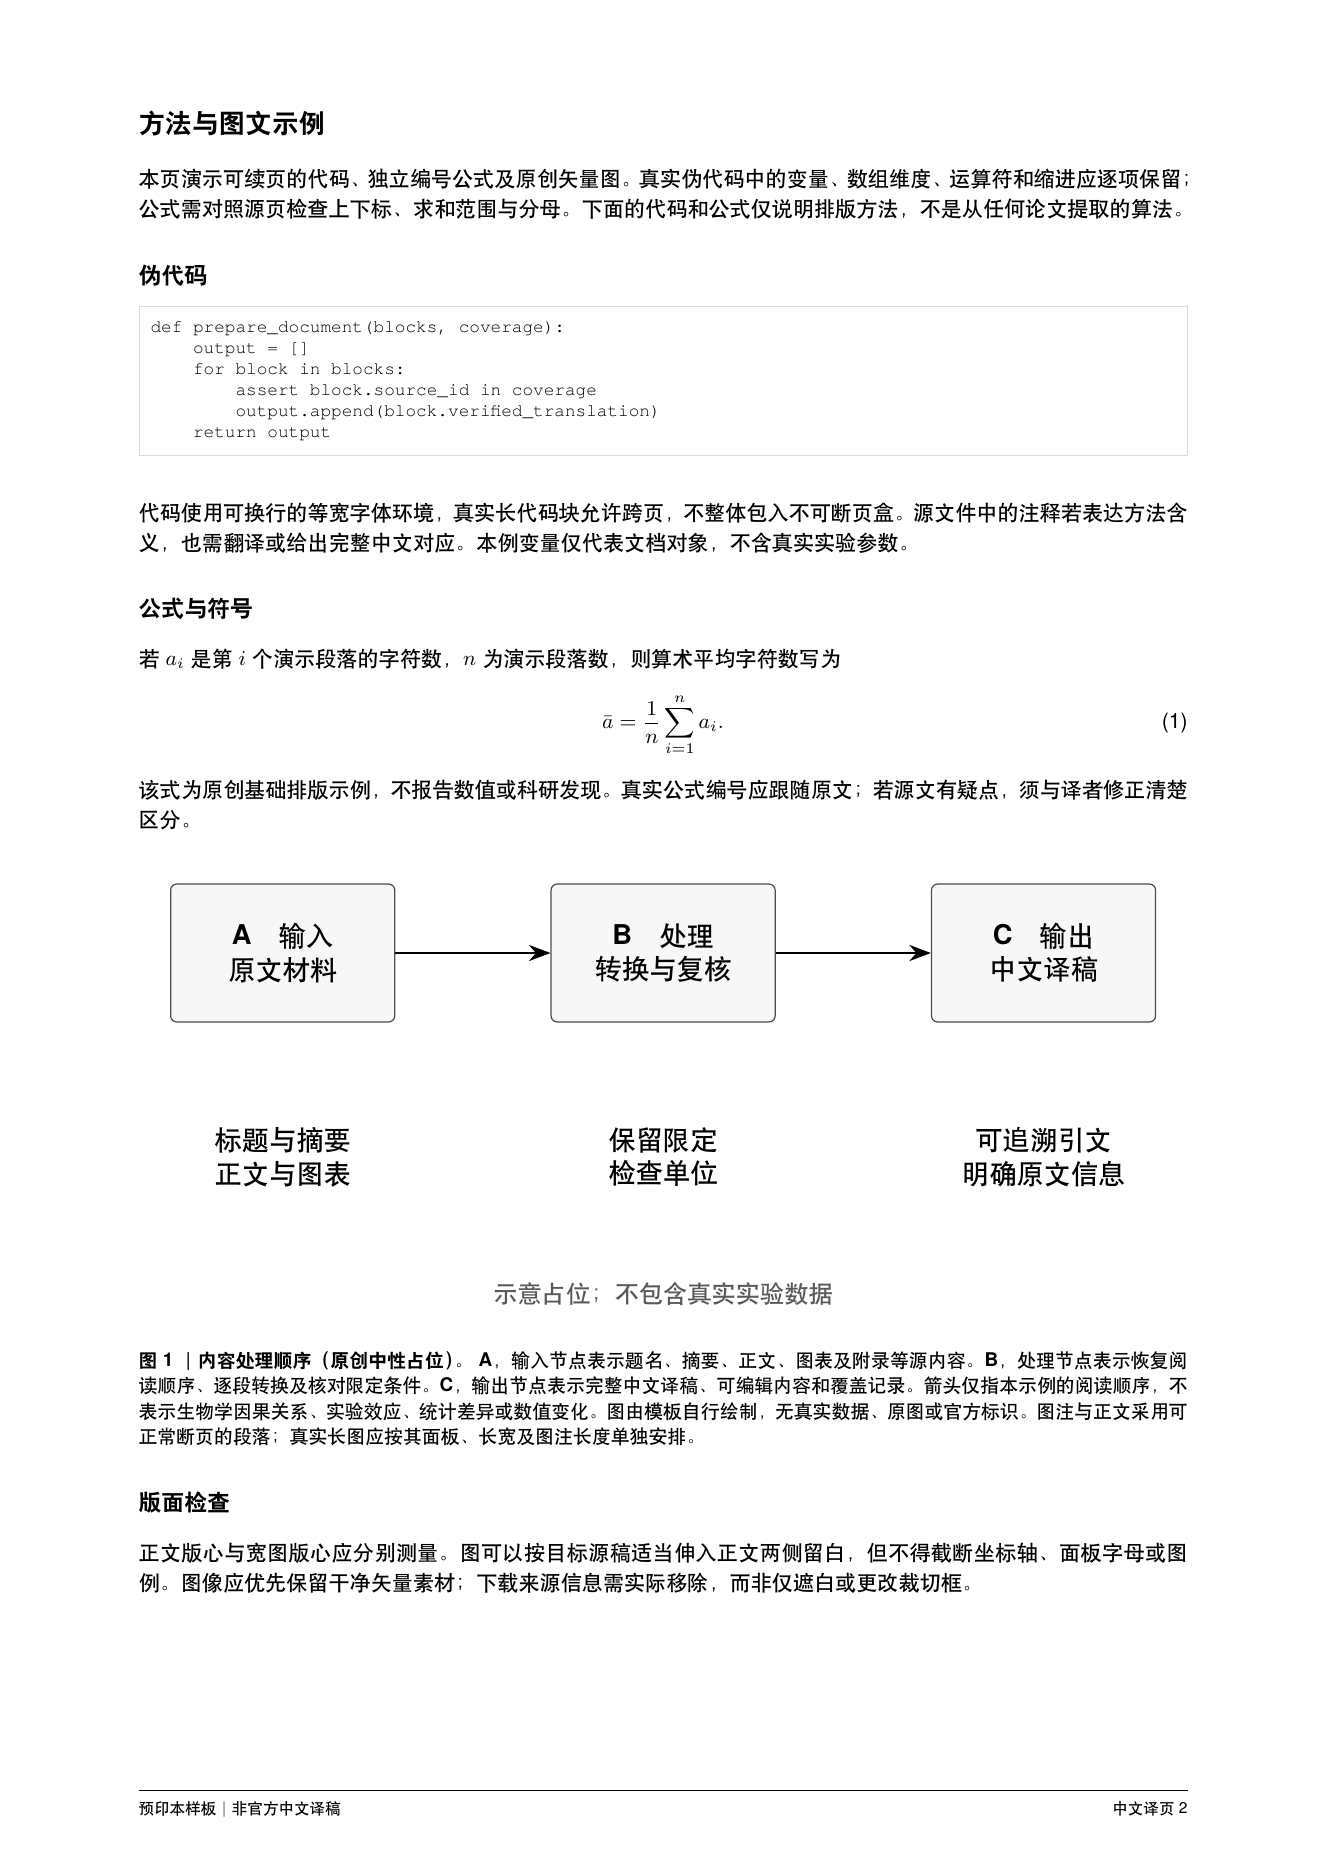 方法与图文示例
本页演示可续页的代码、独立编号公式及原创矢量图。真实伪代码中的变量、数组维度、运算符和缩进应逐项保留；
公式需对照源页检查上下标、求和范围与分母。下面的代码和公式仅说明排版方法，不是从任何论文提取的算法。
伪代码
def prepare_document(blocks, coverage):
    output = []
    for block in blocks:
        assert block.source_id in coverage
        output.append(block.verified_translation)
    return output
代码使用可换行的等宽字体环境，真实长代码块允许跨页，不整体包入不可断页盒。源文件中的注释若表达方法含
义，也需翻译或给出完整中文对应。本例变量仅代表文档对象，不含真实实验参数。
公式与符号
若 a_i 是第 i 个演示段落的字符数，n 为演示段落数，则算术平均字符数写为
ā = \frac{1}{n} \sum_{i=1}^{n} a_i. (1)
该式为原创基础排版示例，不报告数值或科研发现。真实公式编号应跟随原文；若源文有疑点，须与译者修正清楚
区分。
A 输入
原文材料
B 处理
转换与复核
C 输出
中文译稿
标题与摘要
正文与图表
保留限定
检查单位
可追溯引文
明确原文信息
示意占位；不包含真实实验数据
图 1 ｜内容处理顺序（原创中性占位）。A，输入节点表示题名、摘要、正文、图表及附录等源内容。B，处理节点表示恢复阅
读顺序、逐段转换及核对限定条件。C，输出节点表示完整中文译稿、可编辑内容和覆盖记录。箭头仅指本示例的阅读顺序，不
表示生物学因果关系、实验效应、统计差异或数值变化。图由模板自行绘制，无真实数据、原图或官方标识。图注与正文采用可
正常断页的段落；真实长图应按其面板、长宽及图注长度单独安排。
版面检查
正文版心与宽图版心应分别测量。图可以按目标源稿适当伸入正文两侧留白，但不得截断坐标轴、面板字母或图
例。图像应优先保留干净矢量素材；下载来源信息需实际移除，而非仅遮白或更改裁切框。
预印本样板｜非官方中文译稿 中文译页 2